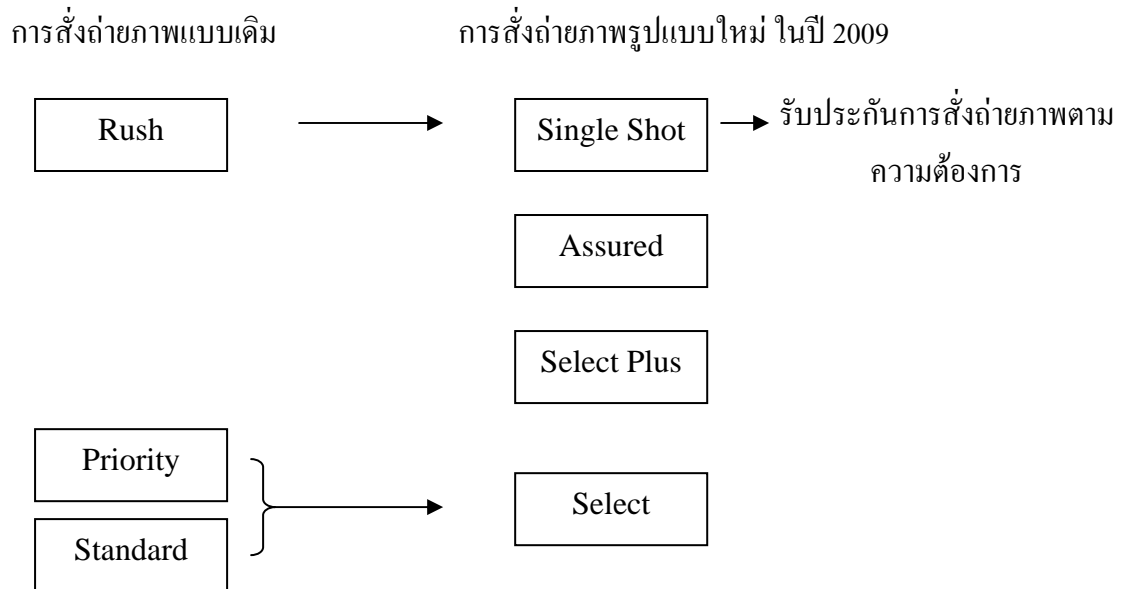 การสั่งถ่ายภาพแบบเดิม
การสั่งถ่ายภาพรูปแบบใหม่ ในปี 2009
Rush
Single Shot
รับประกันการสั่งถ่ายภาพตาม
ความต้องการ
Assured
Select Plus
Priority
Standard
Select